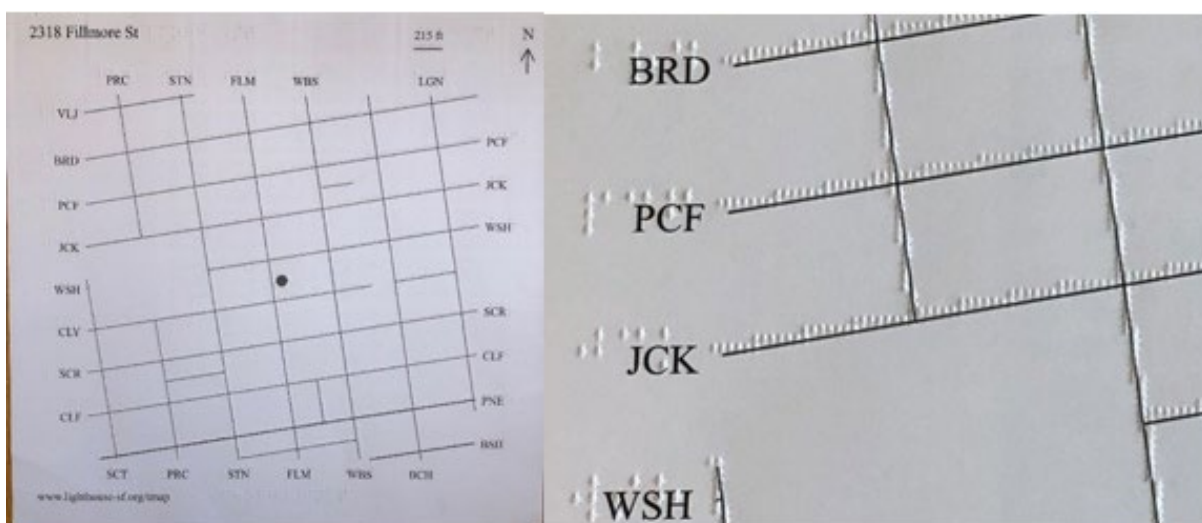 2318 Fillmore St
215 ft
N
PRC STN FLM WBS LGN
VLJ
BRD
PCF
PCF
JCK
JCK
WSH
WSH
CLY
SCR
SCR
CLF
CLF
PNE
BSH
SCT PRC STN FLM WBS BCH
www.lighthouse-sf.org/tmap
BRD
PCF
JCK
WSH